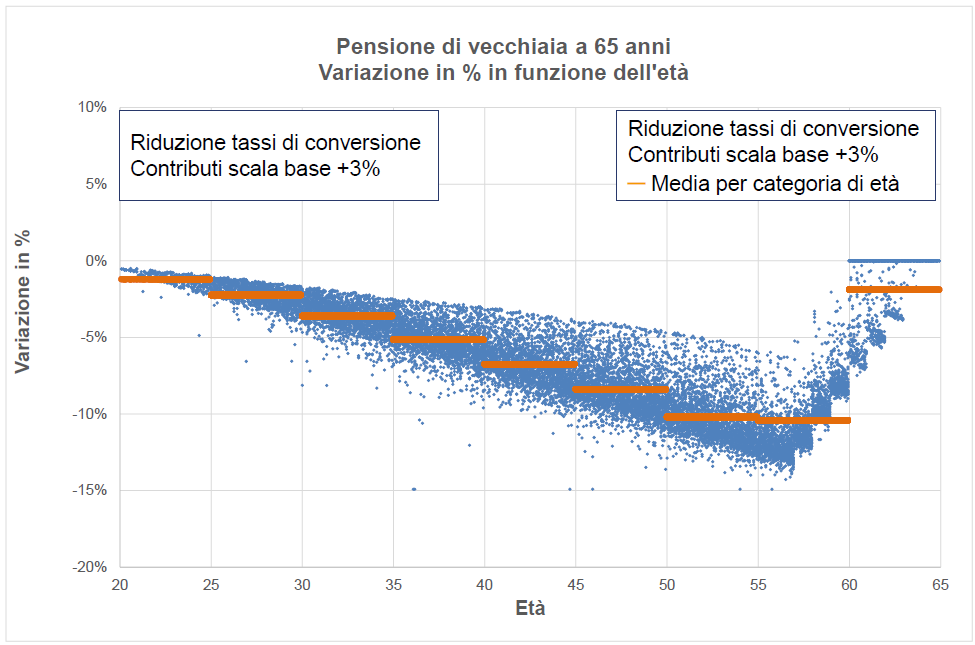 Pensione di vecchiaia a 65 anni
Variazione in % in funzione dell'età
Riduzione tassi di conversione
Contributi scala base +3%
Riduzione tassi di conversione
Contributi scala base +3%
Media per categoria di età
Variazione in %
10%
5%
0%
-5%
-10%
-15%
-20%
20 25 30 35 40 45 50 55 60 65
Età